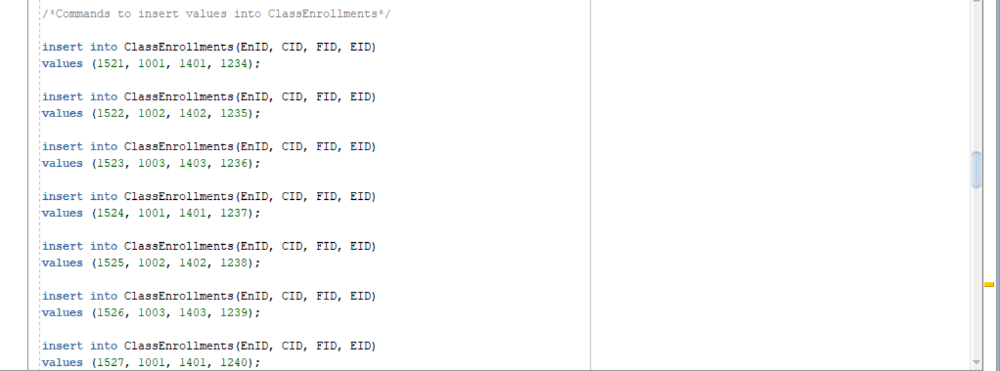 /*Commands to insert values into ClassEnrollments*/
insert into ClassEnrollments(EnID, CID, FID, EID)
values (1521, 1001, 1401, 1234);
insert into ClassEnrollments(EnID, CID, FID, EID)
values (1522, 1002, 1402, 1235);
insert into ClassEnrollments(EnID, CID, FID, EID)
values (1523, 1003, 1403, 1236);
insert into ClassEnrollments(EnID, CID, FID, EID)
values (1524, 1001, 1401, 1237);
insert into ClassEnrollments(EnID, CID, FID, EID)
values (1525, 1002, 1402, 1238);
insert into ClassEnrollments(EnID, CID, FID, EID)
values (1526, 1003, 1403, 1239);
insert into ClassEnrollments(EnID, CID, FID, EID)
values (1527, 1001, 1401, 1240);